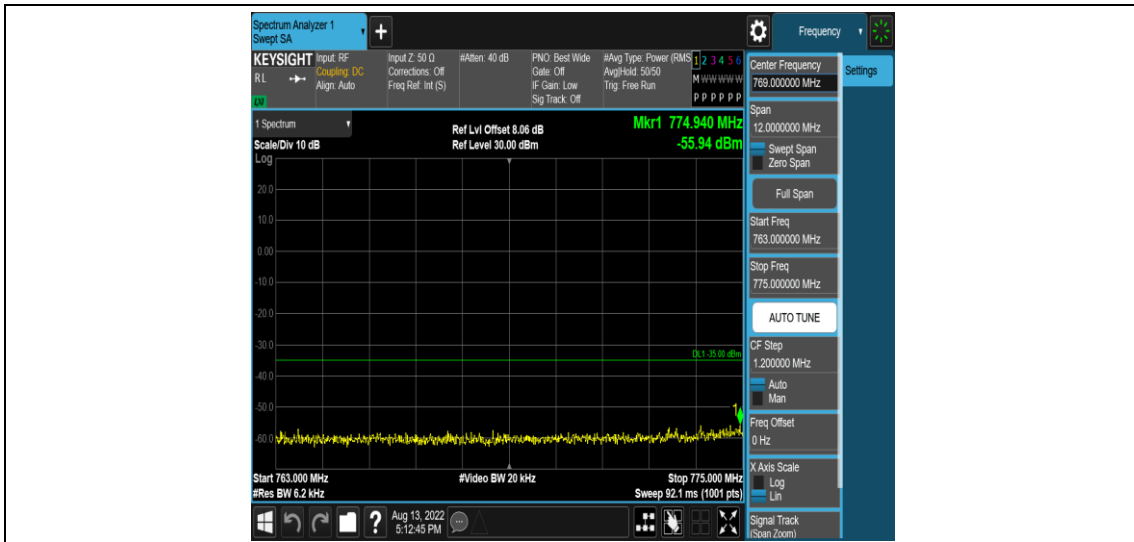 Spectrum Analyzer 1
Swept SA
+
Frequency
KEYSIGHT
RL
LXI
Input: RF
Coupling: DC
Align: Auto
Input Z: 50 Ω
Corrections: Off
Freq Ref: Int (S)
#Atten: 40 dB
PNO: Best Wide
Gate: Off
IF Gain: Low
Sig Track: Off
#Avg Type: Power (RMS
Avg|Hold: 50/50
Trig: Free Run
1 2 3 4 5 6
M W W W W W
P P P P P P
1 Spectrum
Scale/Div 10 dB
Ref Lvl Offset 8.06 dB
Ref Level 30.00 dBm
Mkr1 774.940 MHz
-55.94 dBm
Log
20.0
10.0
0.00
-10.0
-20.0
-30.0
DL1 -35.00 dBm
-40.0
-50.0
1
-60.0
Start 763.000 MHz
#Video BW 20 kHz
Stop 775.000 MHz
#Res BW 6.2 kHz
Sweep 92.1 ms (1001 pts)
Center Frequency
769.000000 MHz
Settings
Span
12.0000000 MHz
Swept Span
Zero Span
Full Span
Start Freq
763.000000 MHz
Stop Freq
775.000000 MHz
AUTO TUNE
CF Step
1.200000 MHz
Auto
Man
Freq Offset
0 Hz
X Axis Scale
Log
Lin
Signal Track
(Span Zoom)
?
Aug 13, 2022
5:12:45 PM